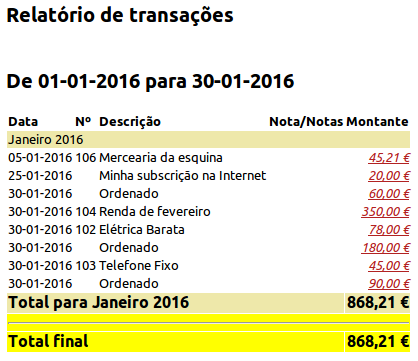 Relatório de transações
De 01-01-2016 para 30-01-2016
Data Nº Descrição Nota/Notas Montante
Janeiro 2016
05-01-2016 106 Mercearia da esquina 45,21 €
25-01-2016 Minha subscrição na Internet 20,00 €
30-01-2016 Ordenado 60,00 €
30-01-2016 104 Renda de fevereiro 350,00 €
30-01-2016 102 Elétrica Barata 78,00 €
30-01-2016 Ordenado 180,00 €
30-01-2016 103 Telefone Fixo 45,00 €
30-01-2016 Ordenado 90,00 €
Total para Janeiro 2016 868,21 €
Total final 868,21 €